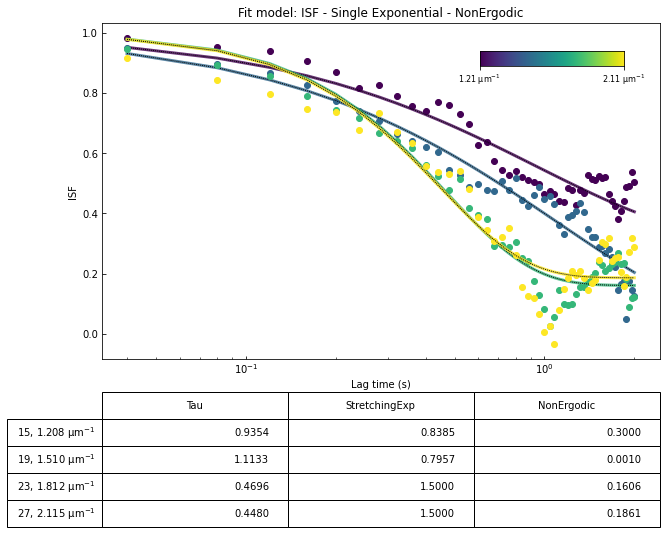 Fit model: ISF - Single Exponential - NonErgodic
1.0
0.8
0.6
0.4
0.2
0.0
ISF
1.21 μm⁻¹ 2.11 μm⁻¹
10⁻¹ 10⁰
Lag time (s)
Tau StretchingExp NonErgodic
15, 1.208 μm⁻¹ 0.9354 0.8385 0.3000
19, 1.510 μm⁻¹ 1.1133 0.7957 0.0010
23, 1.812 μm⁻¹ 0.4696 1.5000 0.1606
27, 2.115 μm⁻¹ 0.4480 1.5000 0.1861